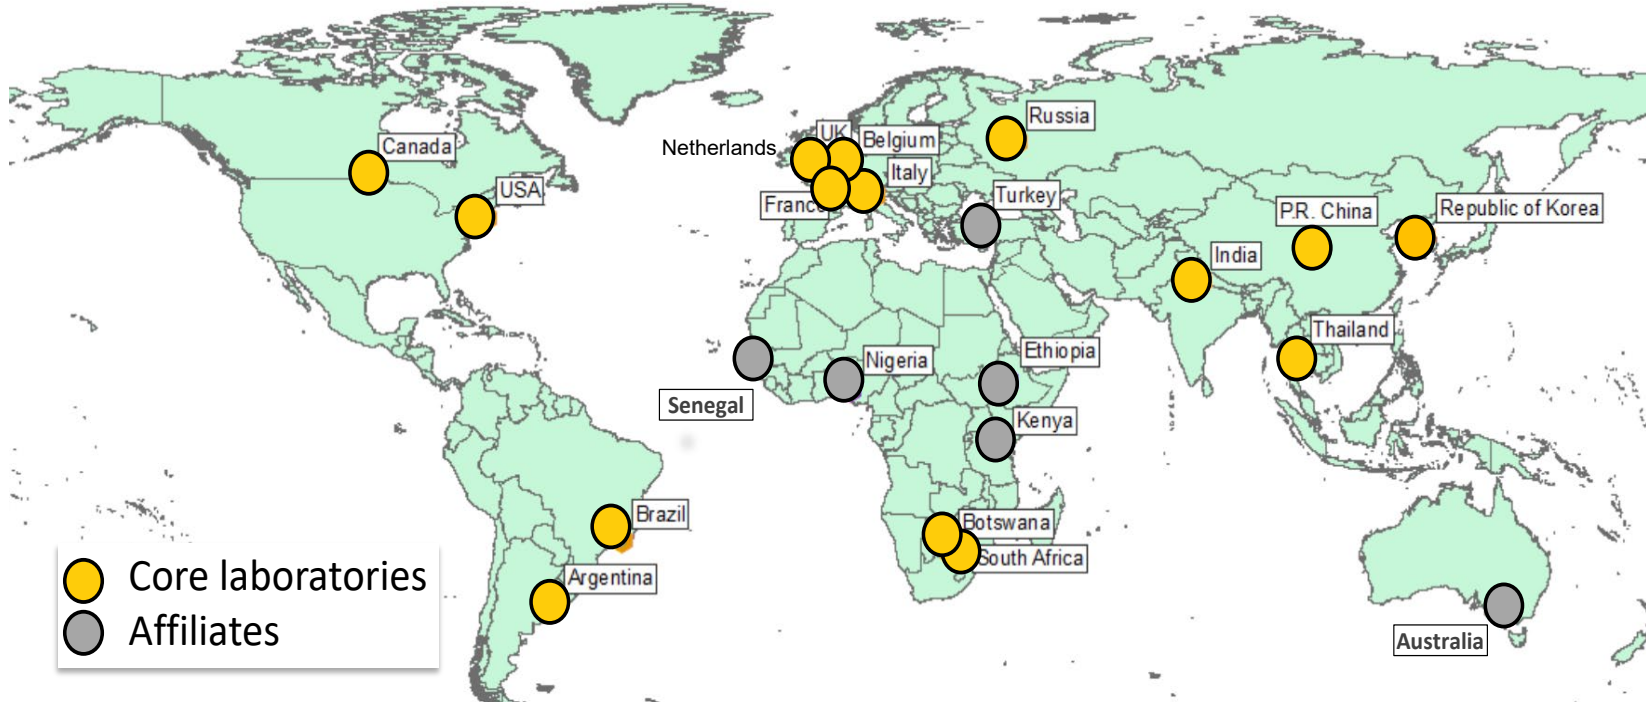 Canada
USA
Netherlands
UK
Belgium
Italy
France
Russia
Turkey
P.R. China
Republic of Korea
India
Thailand
Senegal
Nigeria
Ethiopia
Kenya
Brazil
Argentina
Botswana
South Africa
Australia
Core laboratories
Affiliates